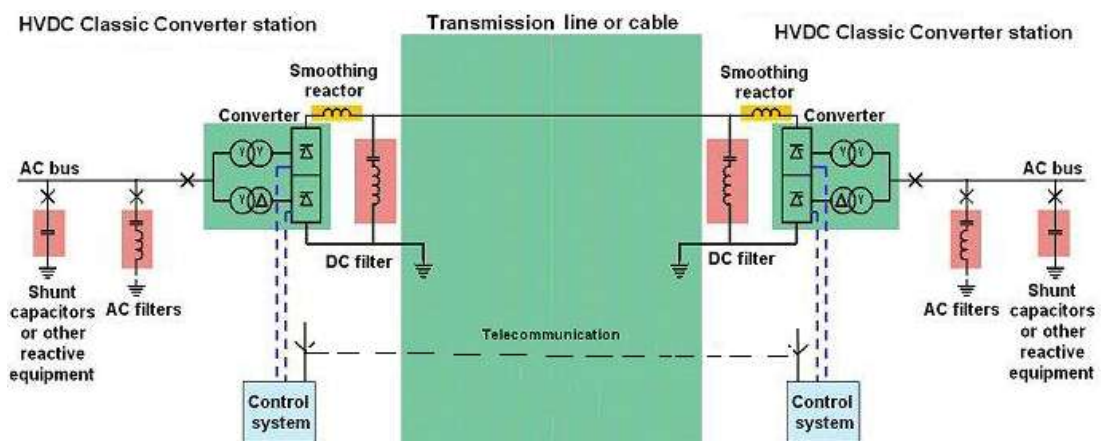 HVDC Classic Converter station
Transmission line or cable
HVDC Classic Converter station
Smoothing
reactor
Smoothing
reactor
Converter
Converter
Y Y
Y Y
AC bus
AC bus
Y Δ
Δ Y
DC filter
DC filter
Shunt
capacitors
or other
reactive
equipment
AC filters
AC filters
Shunt
capacitors
or other
reactive
equipment
Telecommunication
Control
system
Control
system